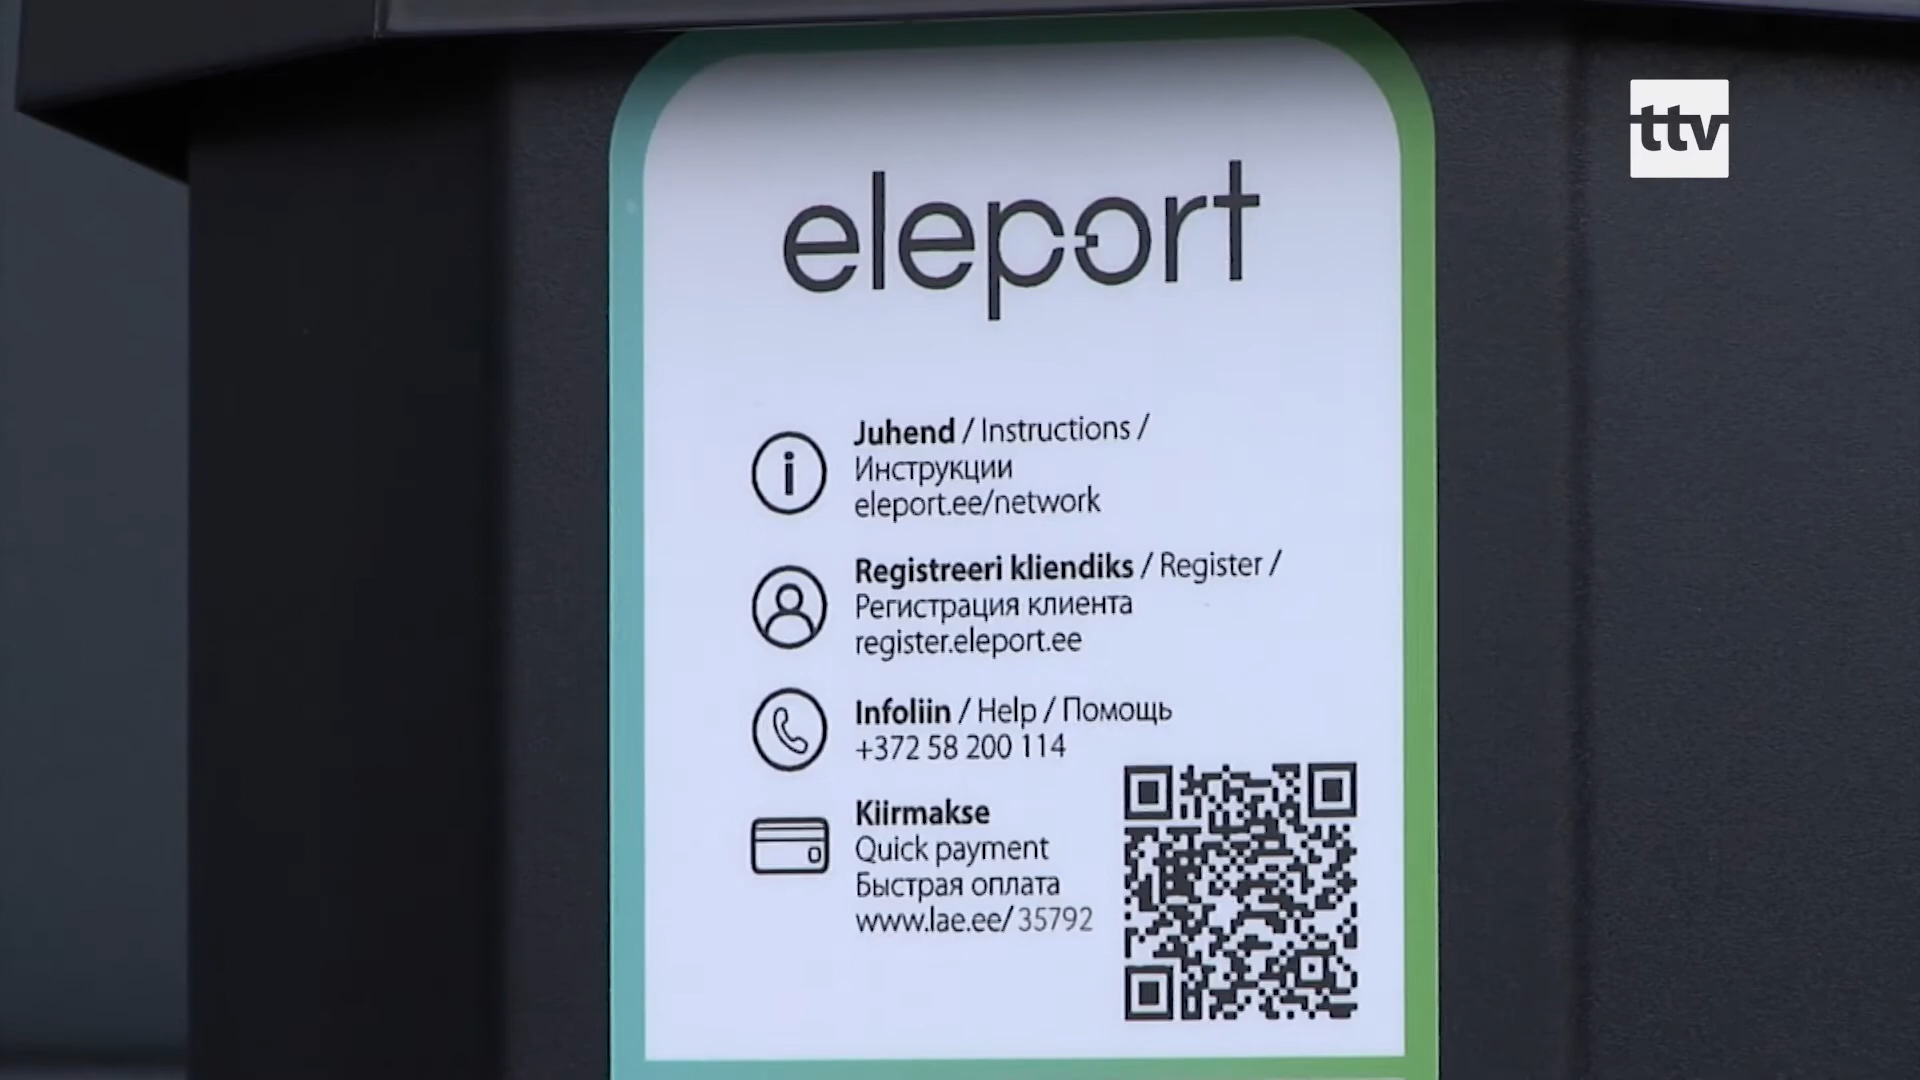 ttv
eleport
Juhend / Instructions /
Инструкции
eleport.ee/network
Registreeri kliendiks / Register /
Регистрация клиента
register.eleport.ee
Infoliin / Help / Помощь
+372 58 200 114
Kiirmakse
Quick payment
Быстрая оплата
www.lae.ee/ 35792